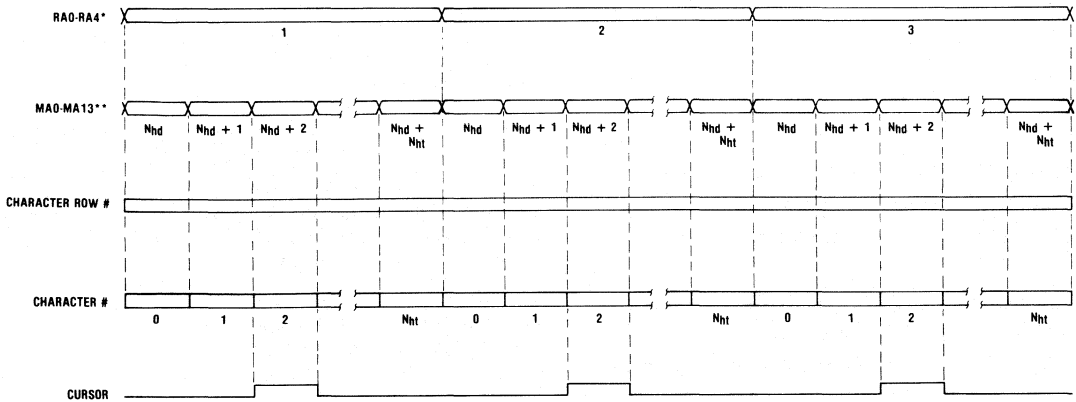 RA0-RA4*
1 2 3
MA0-MA13**
Nhd Nhd + 1 Nhd + 2 Nhd + Nht Nhd Nhd + 1 Nhd + 2 Nhd + Nht Nhd Nhd + 1 Nhd + 2 Nhd + Nht
CHARACTER ROW #
CHARACTER #
0 1 2 Nht 0 1 2 Nht 0 1 2 Nht
CURSOR